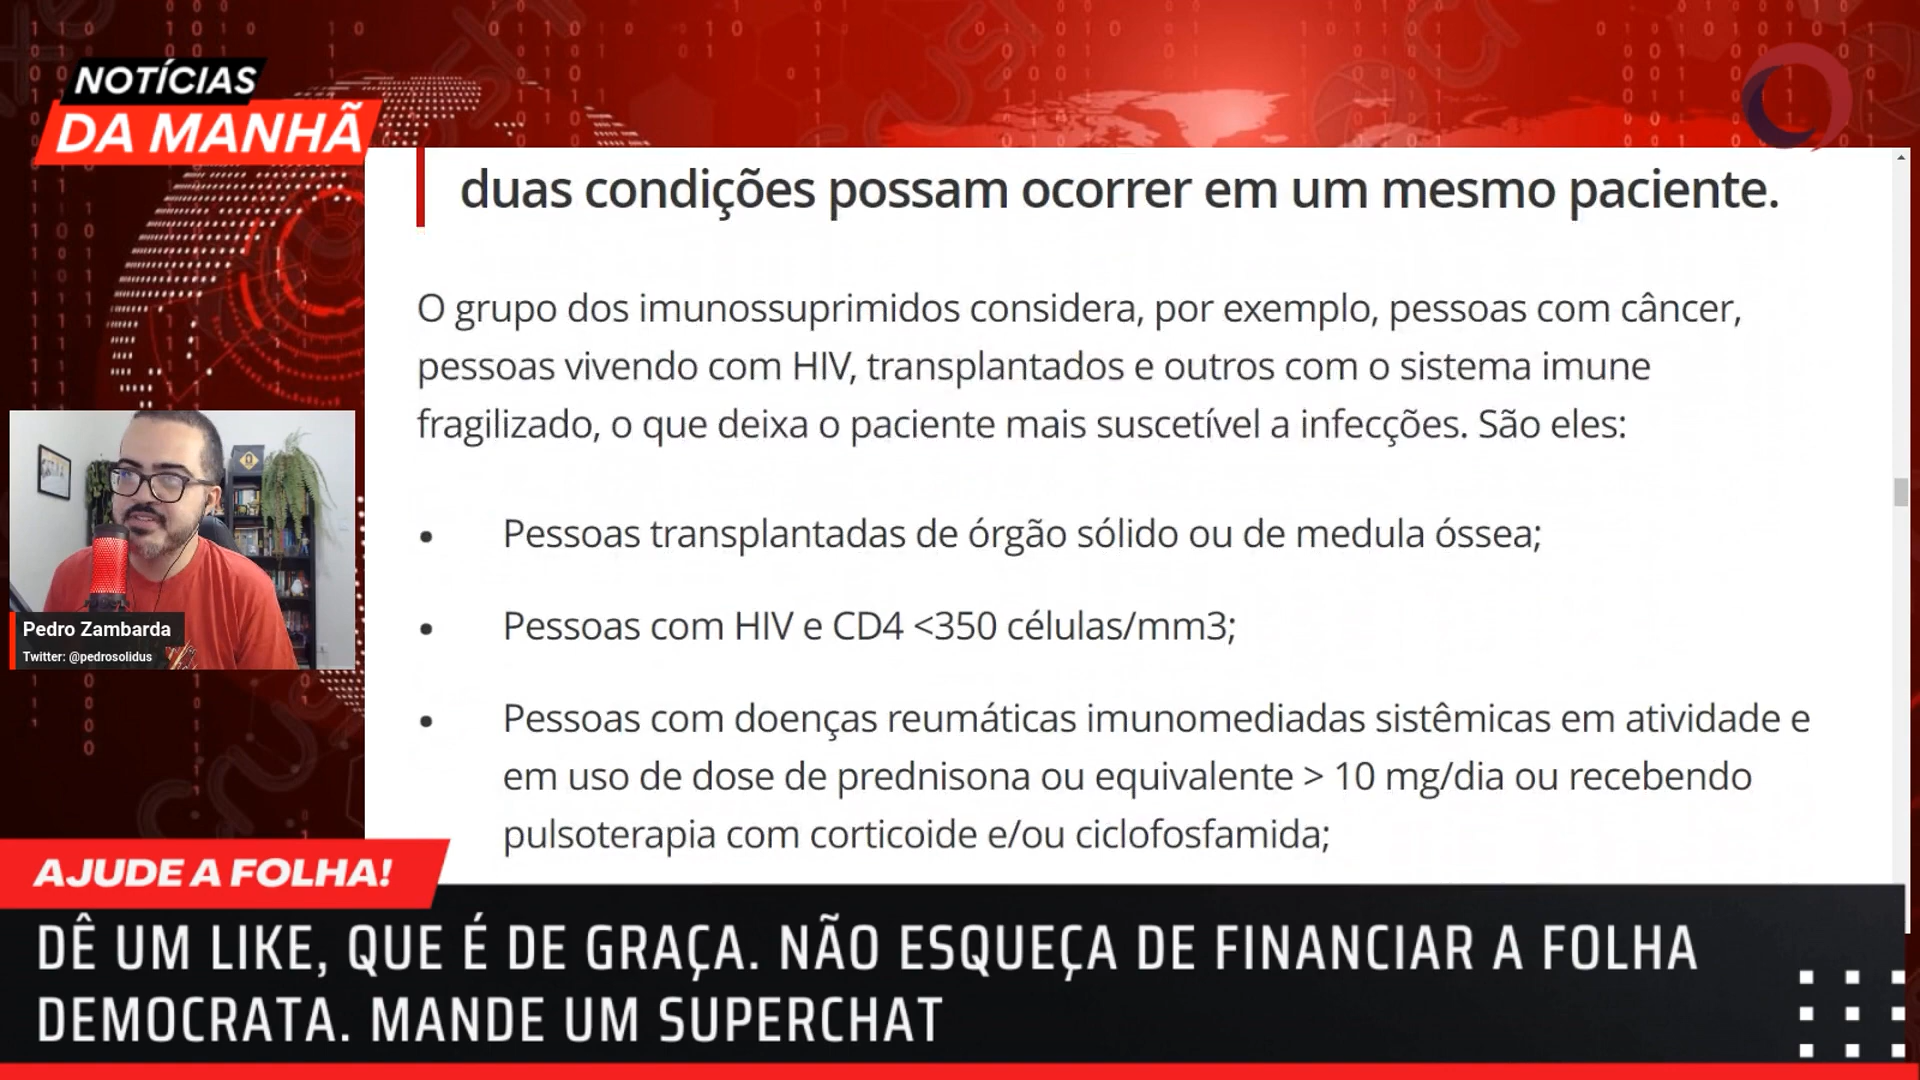 NOTÍCIAS
DA MANHÃ
duas condições possam ocorrer em um mesmo paciente.
O grupo dos imunossuprimidos considera, por exemplo, pessoas com câncer,
pessoas vivendo com HIV, transplantados e outros com o sistema imune
fragilizado, o que deixa o paciente mais suscetível a infecções. São eles:
• Pessoas transplantadas de órgão sólido ou de medula óssea;
• Pessoas com HIV e CD4 <350 células/mm3;
• Pessoas com doenças reumáticas imunomediadas sistêmicas em atividade e
em uso de dose de prednisona ou equivalente > 10 mg/dia ou recebendo
pulsoterapia com corticoide e/ou ciclofosfamida;
Pedro Zambarda
Twitter: @pedrosolidus
AJUDE A FOLHA!
DÊ UM LIKE, QUE É DE GRAÇA. NÃO ESQUEÇA DE FINANCIAR A FOLHA
DEMOCRATA. MANDE UM SUPERCHAT